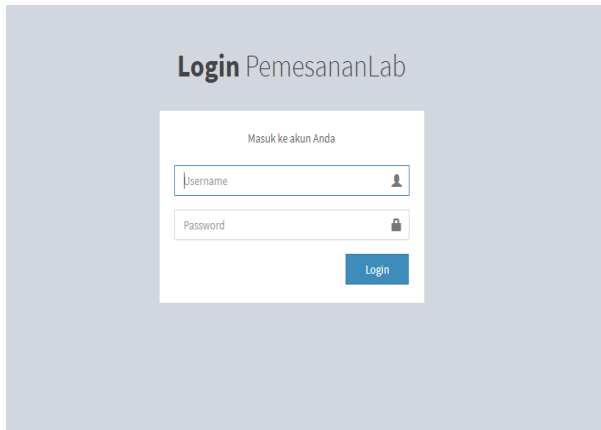 Login PemesananLab
Masuk ke akun Anda
Username
Password
Login